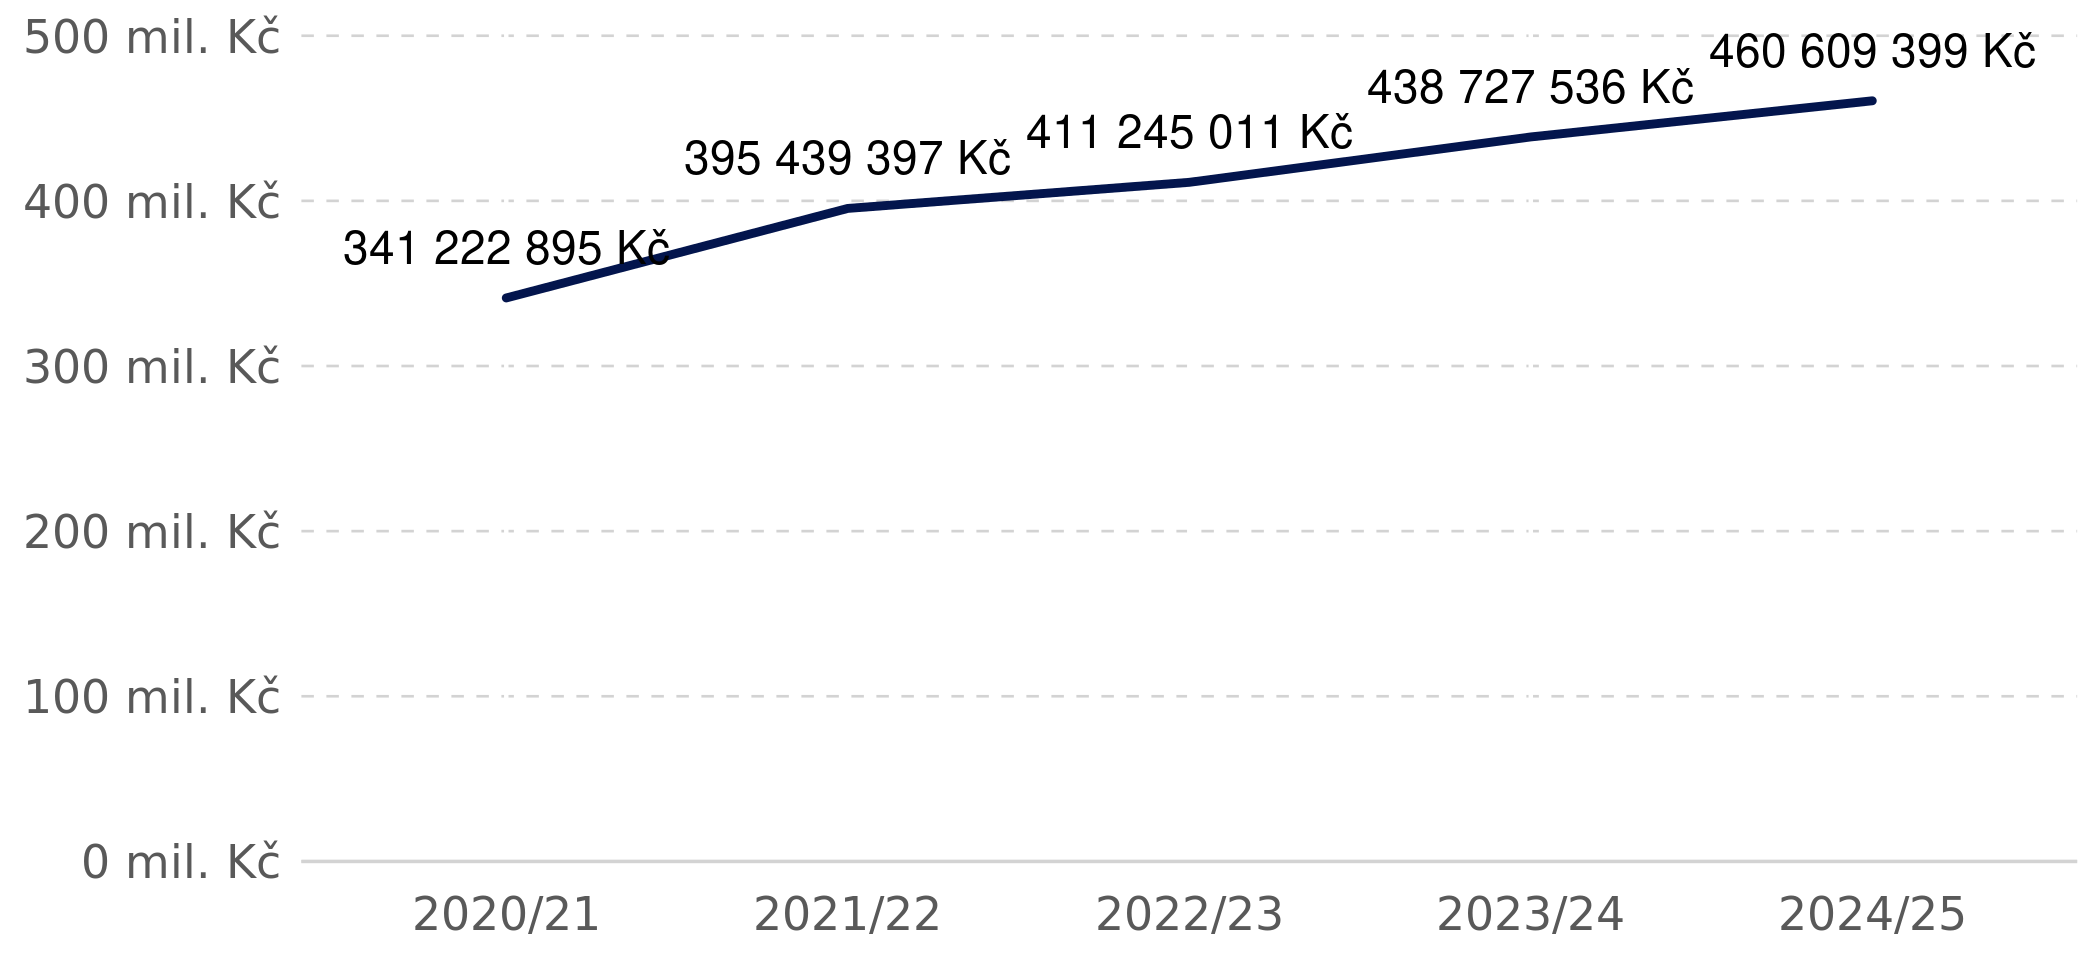 500 mil. Kč
460 609 399 Kč
438 727 536 Kč
411 245 011 Kč
395 439 397 Kč
400 mil. Kč
341 222 895 Kč
300 mil. Kč
200 mil. Kč
100 mil. Kč
0 mil. Kč
2020/21 2021/22 2022/23 2023/24 2024/25